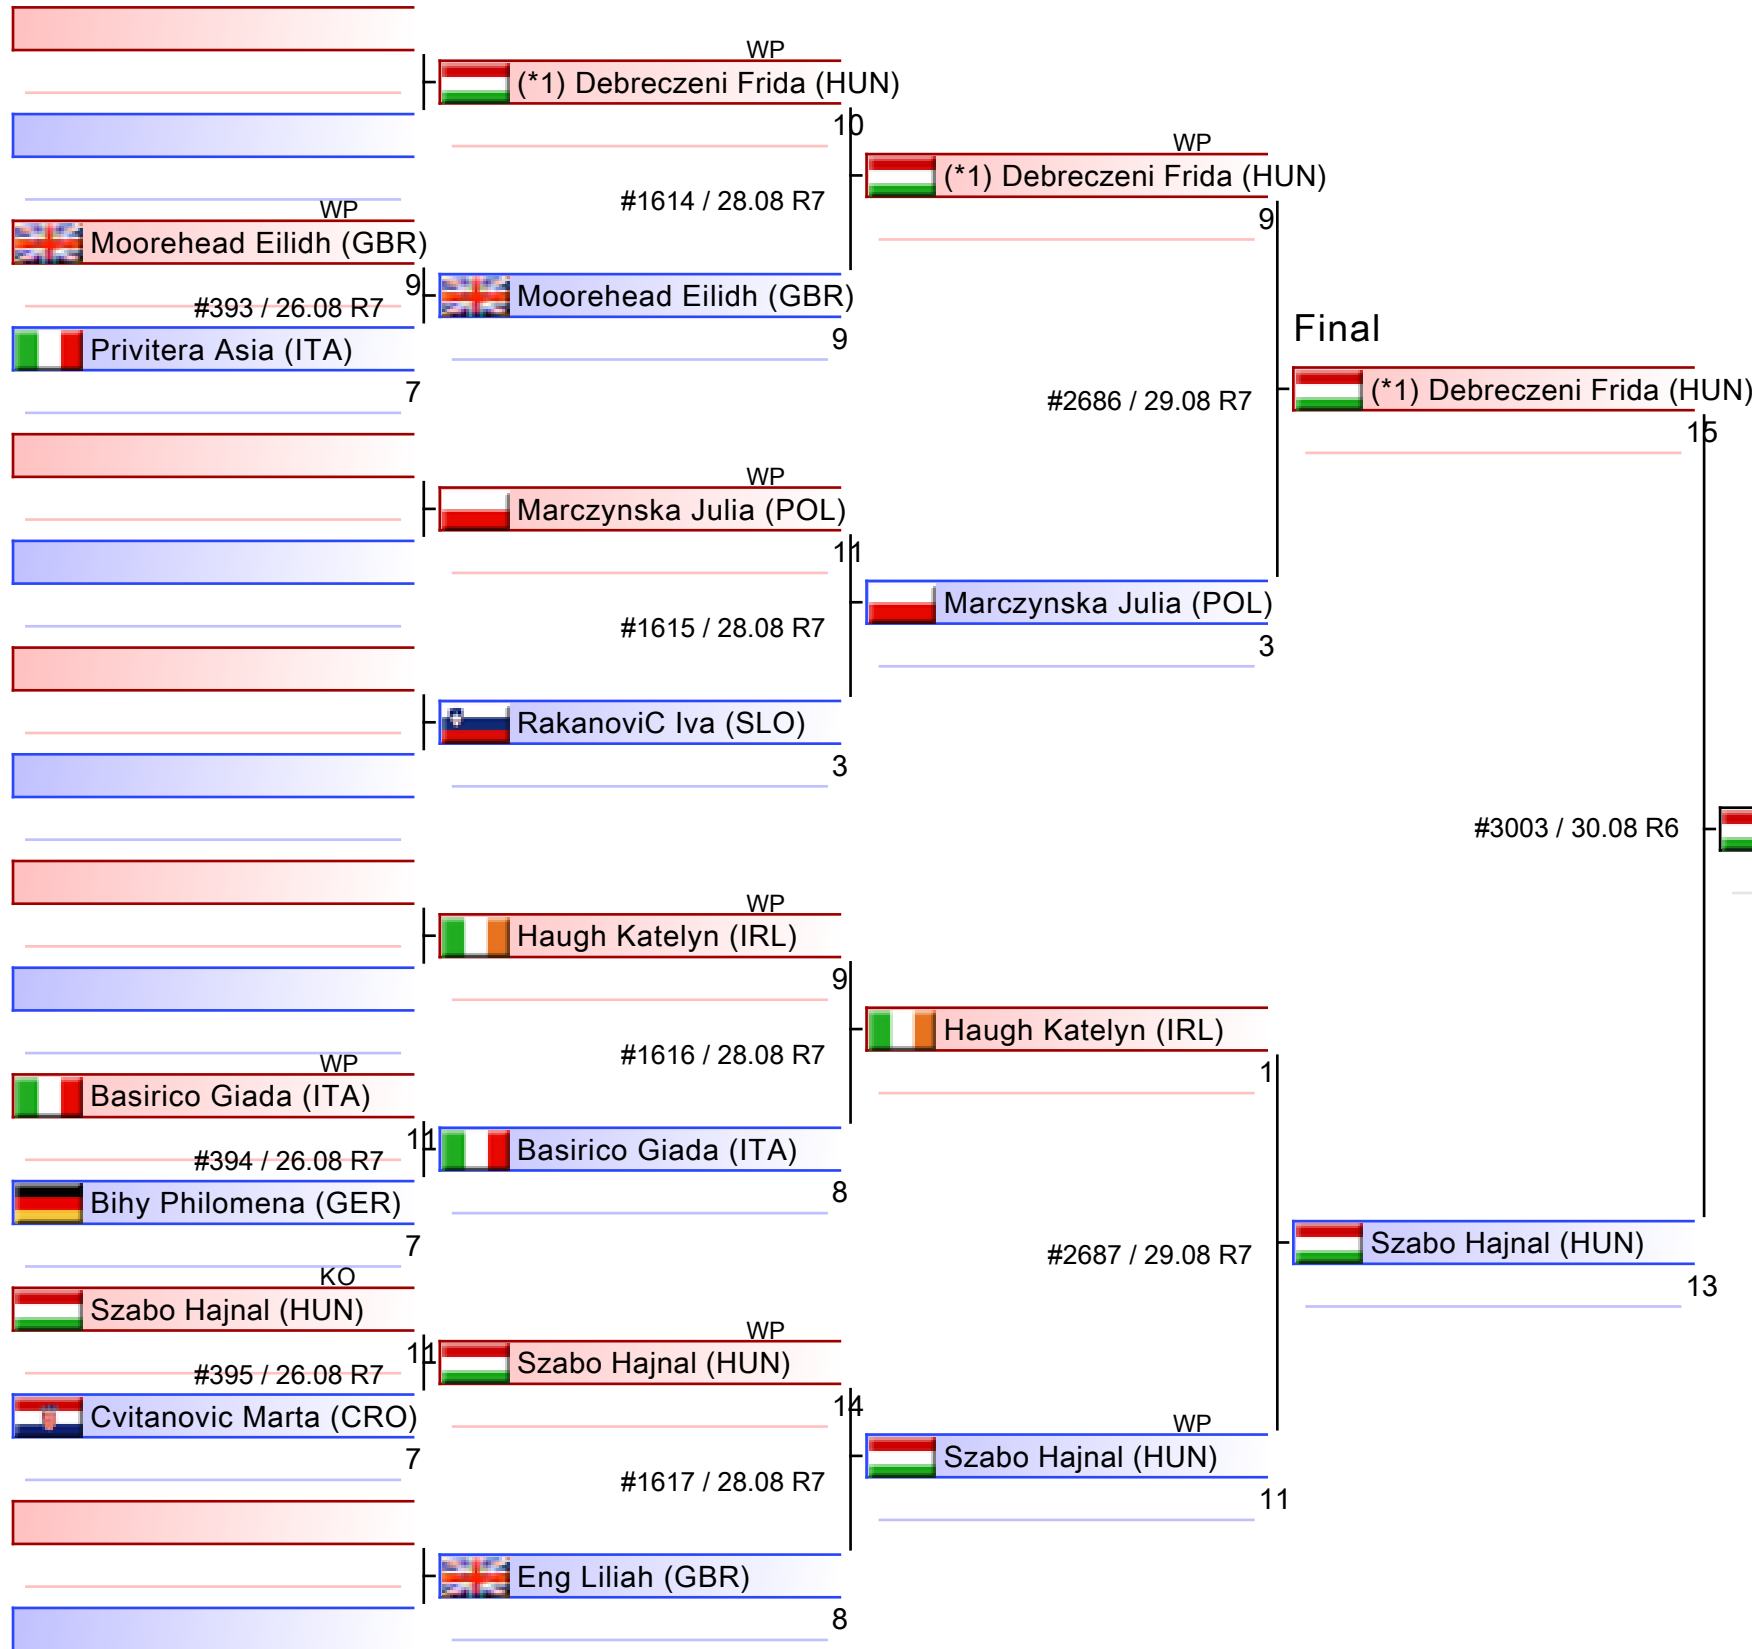 WP
(*1) Debreczeni Frida (HUN)
10
WP
(*1) Debreczeni Frida (HUN)
9
#1614 / 28.08 R7
WP
Moorehead Eilidh (GBR)
9
#393 / 26.08 R7
Moorehead Eilidh (GBR)
9
Privitera Asia (ITA)
7
Final
(*1) Debreczeni Frida (HUN)
15
#2686 / 29.08 R7
WP
Marczynska Julia (POL)
11
#1615 / 28.08 R7
Marczynska Julia (POL)
3
RakanoviC Iva (SLO)
3
#3003 / 30.08 R6
WP
Haugh Katelyn (IRL)
9
Haugh Katelyn (IRL)
1
#1616 / 28.08 R7
WP
Basirico Giada (ITA)
11
#394 / 26.08 R7
Basirico Giada (ITA)
8
Bihy Philomena (GER)
7
#2687 / 29.08 R7
Szabo Hajnal (HUN)
13
KO
Szabo Hajnal (HUN)
11
#395 / 26.08 R7
WP
Szabo Hajnal (HUN)
14
Cvitanovic Marta (CRO)
7
WP
Szabo Hajnal (HUN)
11
#1617 / 28.08 R7
Eng Liliah (GBR)
8